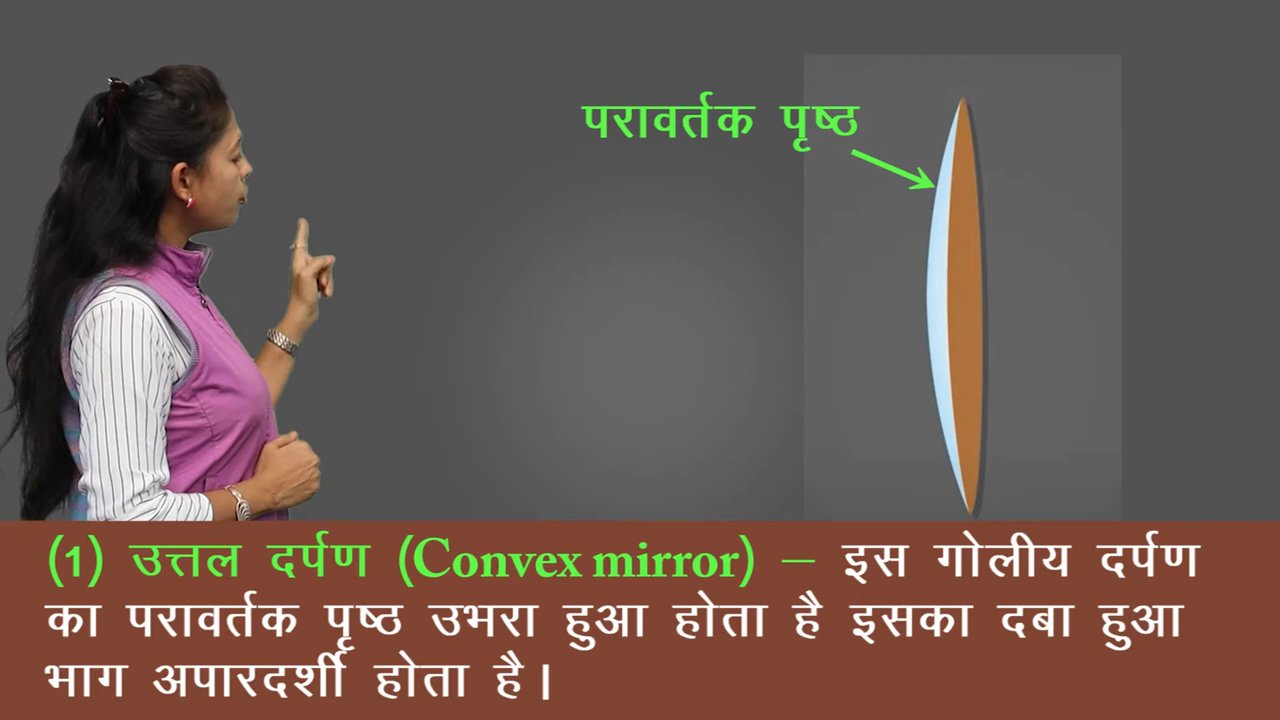 परावर्तक पृष्ठ
(1) उत्तल दर्पण (Convex mirror) – इस गोलीय दर्पण
का परावर्तक पृष्ठ उभरा हुआ होता है इसका दबा हुआ
भाग अपारदर्शी होता है।